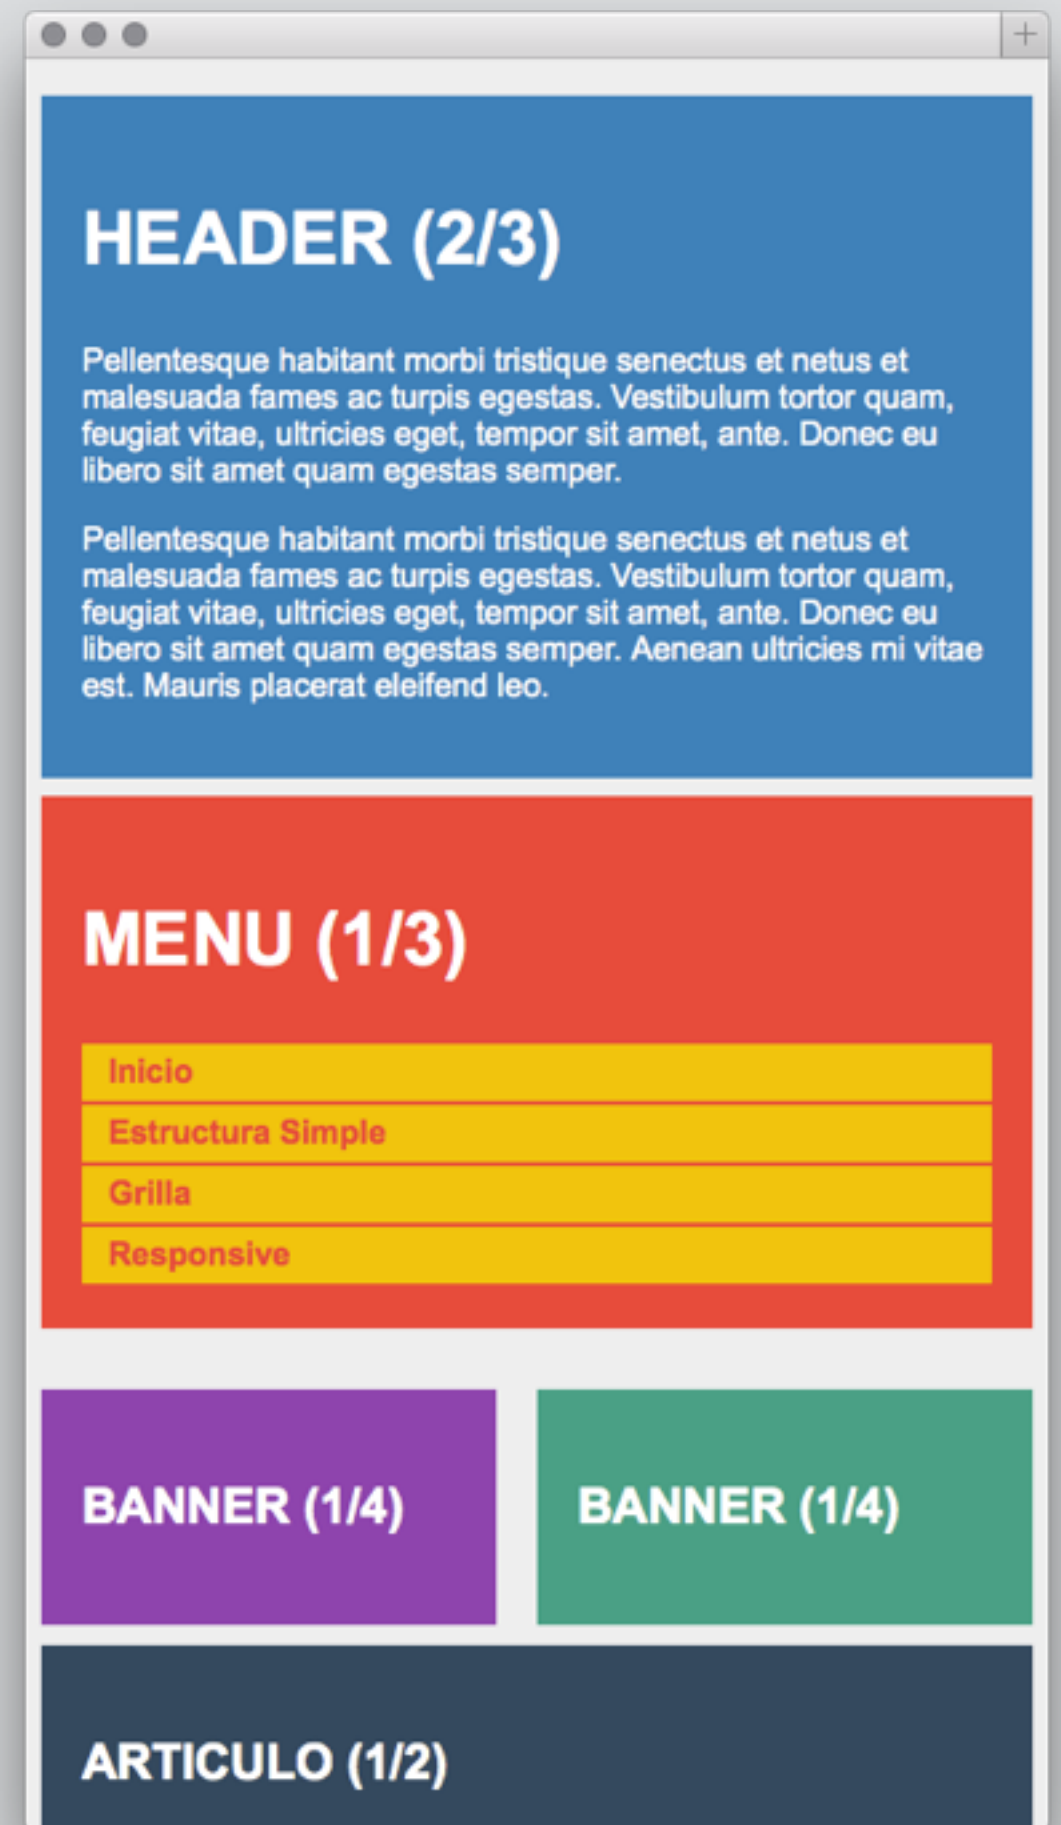 HEADER (2/3)
Pellentesque habitant morbi tristique senectus et netus et
malesuada fames ac turpis egestas. Vestibulum tortor quam,
feugiat vitae, ultricies eget, tempor sit amet, ante. Donec eu
libero sit amet quam egestas semper.
Pellentesque habitant morbi tristique senectus et netus et
malesuada fames ac turpis egestas. Vestibulum tortor quam,
feugiat vitae, ultricies eget, tempor sit amet, ante. Donec eu
libero sit amet quam egestas semper. Aenean ultricies mi vitae
est. Mauris placerat eleifend leo.
MENU (1/3)
Inicio
Estructura Simple
Grilla
Responsive
BANNER (1/4)
BANNER (1/4)
ARTICULO (1/2)